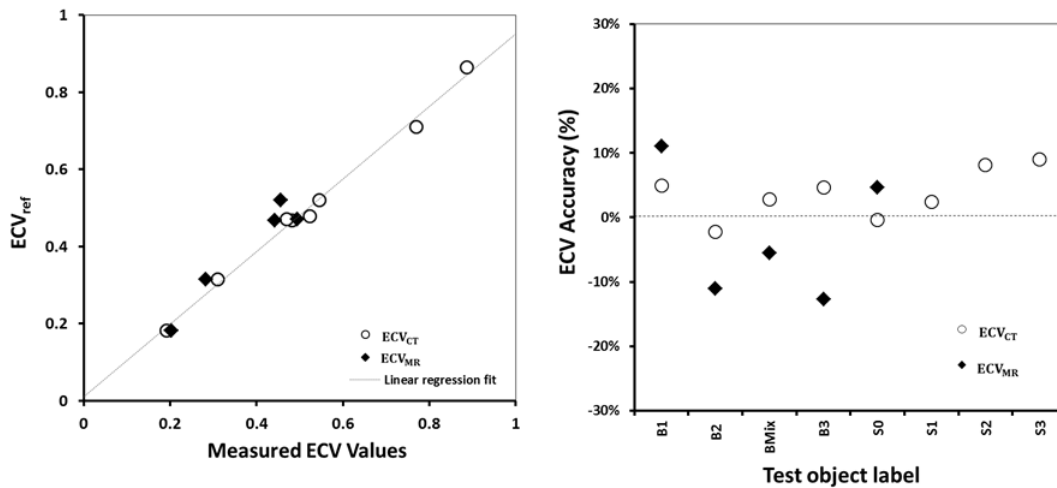 1
0.8
0.6
0.4
0.2
0
0
0.2
0.4
0.6
0.8
1
ECVref
Measured ECV Values
ECVCT
ECVMR
Linear regression fit
30%
20%
10%
0%
-10%
-20%
-30%
ECV Accuracy (%)
ECVCT
ECVMR
B1
B2
BMix
B3
S0
S1
S2
S3
Test object label